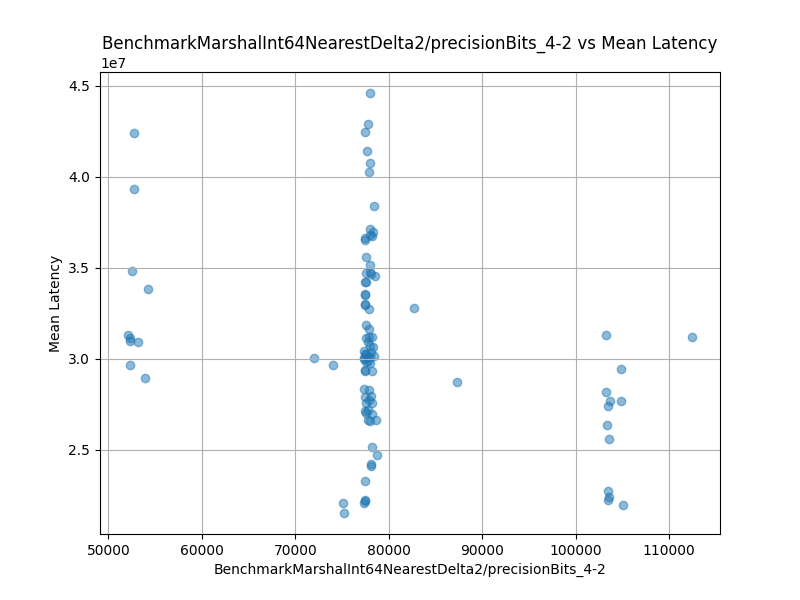 BenchmarkMarshalInt64NearestDelta2/precisionBits_4-2 vs Mean Latency
1e7
4.5
4.0
3.5
3.0
2.5
Mean Latency
50000 60000 70000 80000 90000 100000 110000
BenchmarkMarshalInt64NearestDelta2/precisionBits_4-2